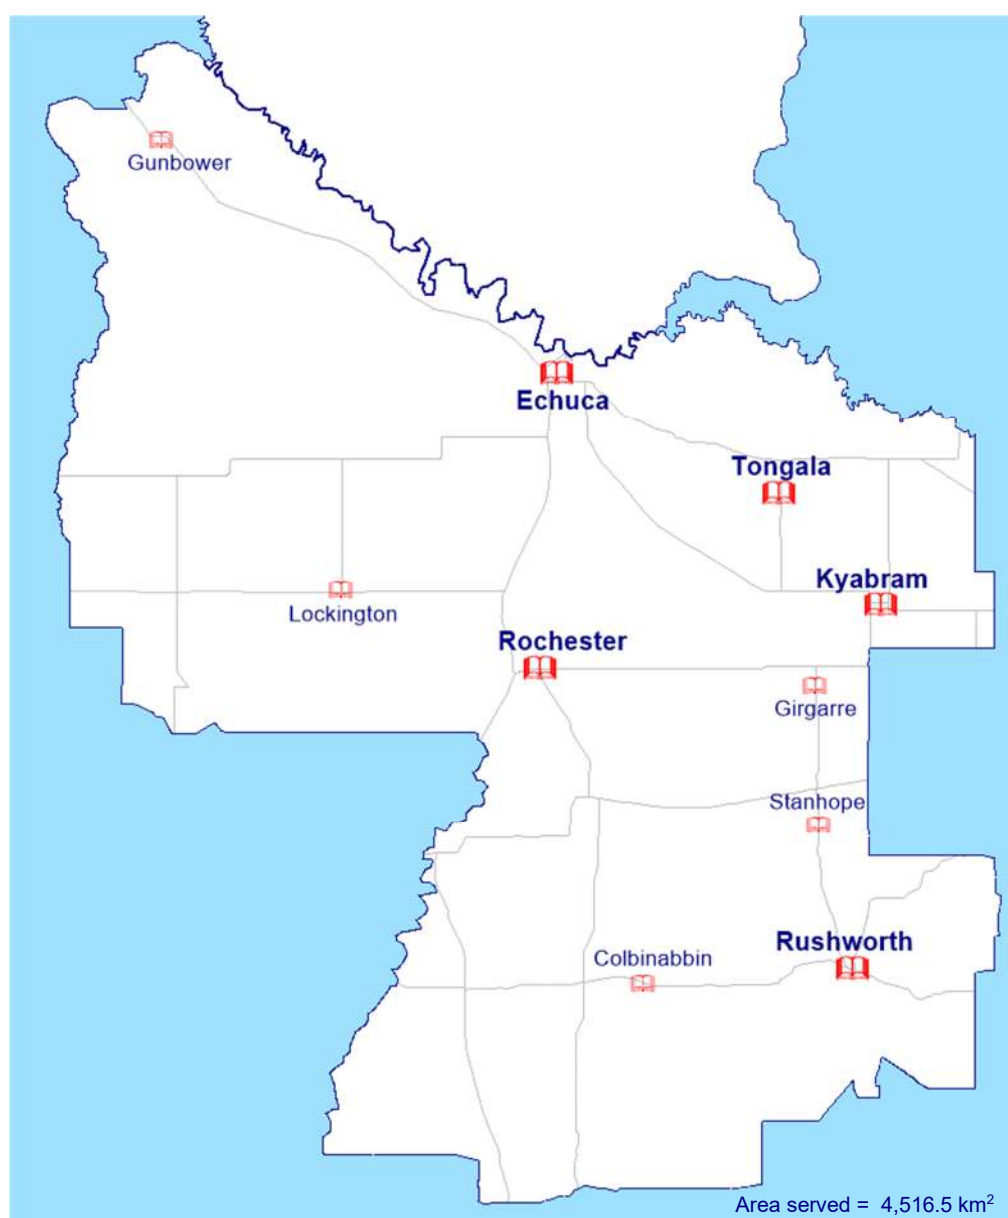 Gunbower
Echuca
Tongala
Kyabram
Lockington
Rochester
Girgarre
Stanhope
Rushworth
Colbinabbin
Area served =  4,516.5 km²